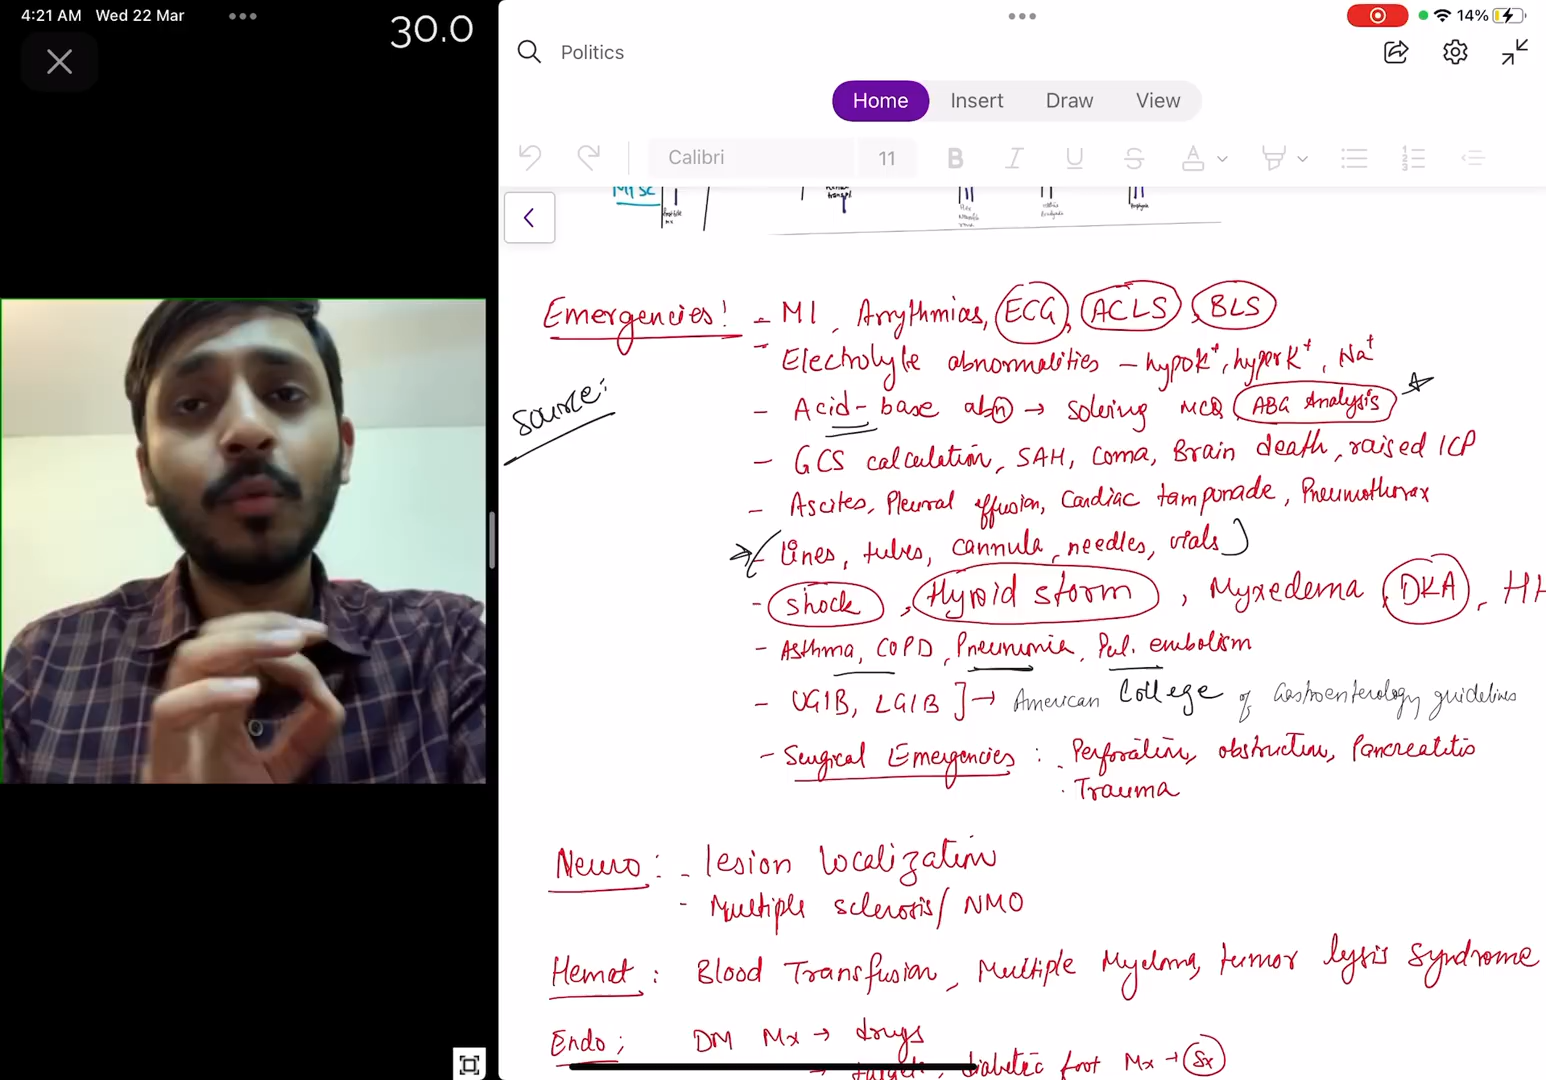 4:21 AM Wed 22 Mar
30.0
14%
Politics
Home Insert Draw View
Calibri 11
Mx
Emergencies! - MI, Arrythmias, ECG, ACLS, BLS
- Electrolyte abnormalities - hypok+, hyperk+, Na+
Source:
- Acid-base abn → solving MCQ ABG Analysis
- GCS calculation, SAH, Coma, Brain death, raised ICP
- Ascites, Pleural effusion, Cardiac tamponade, Pneumothorax
- lines, tubes, cannula, needles, vials
- Shock, Thyroid storm, Myxedema, DKA, HH
- Asthma, COPD, Pneumonia, Pul. embolism
- UGIB, LGIB ] → American College of Gastroenterology guidelines
- Surgical Emergencies : . Perforation, obstruction, Pancreatitis
. Trauma
Neuro: - lesion localization
- Multiple sclerosis/ NMO
Hemat: Blood Transfusion, Multiple Myeloma, tumor lysis syndrome
Endo: DM Mx → drugs
→ targets, diabetic foot Mx → Sx